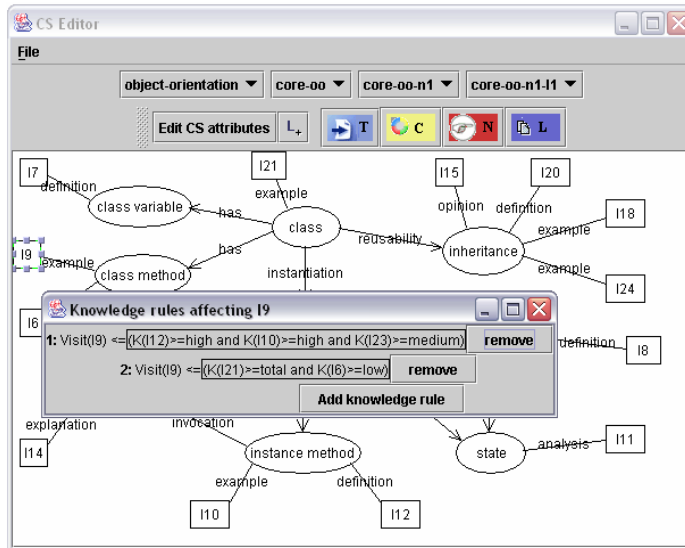 CS Editor
File
object-orientation core-oo core-oo-n1 core-oo-n1-I1
Edit CS attributes L+ T C N L
I7 I21 I15 I20
definition example opinion definition
class variable has class reusability inheritance example I18
I9 example class method has instantiation example I24
Knowledge rules affecting I9
I6
1: Visit(I9) <=(K(I12)>=high and K(I10)>=high and K(I23)>=medium) remove
definition I8
2: Visit(I9) <=(K(I21)>=total and K(I6)>=low) remove
Add knowledge rule
explanation invocation
I14 instance method state analysis I11
example definition
I10 I12